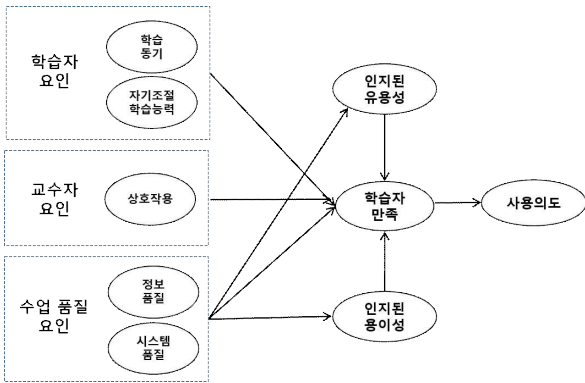 학습자
요인
학습
동기
자기조절
학습능력
교수자
요인
상호작용
수업 품질
요인
정보
품질
시스템
품질
인지된
유용성
학습자
만족
인지된
용이성
사용의도